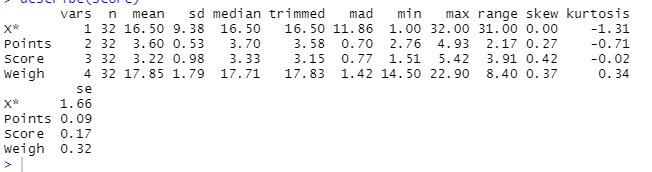 > describe(score)
vars n mean sd median trimmed mad min max range skew kurtosis
X* 1 32 16.50 9.38 16.50 16.50 11.86 1.00 32.00 31.00 0.00 -1.31
Points 2 32 3.60 0.53 3.70 3.58 0.70 2.76 4.93 2.17 0.27 -0.71
Score 3 32 3.22 0.98 3.33 3.15 0.77 1.51 5.42 3.91 0.42 -0.02
Weigh 4 32 17.85 1.79 17.71 17.83 1.42 14.50 22.90 8.40 0.37 0.34
se
X* 1.66
Points 0.09
Score 0.17
Weigh 0.32
>